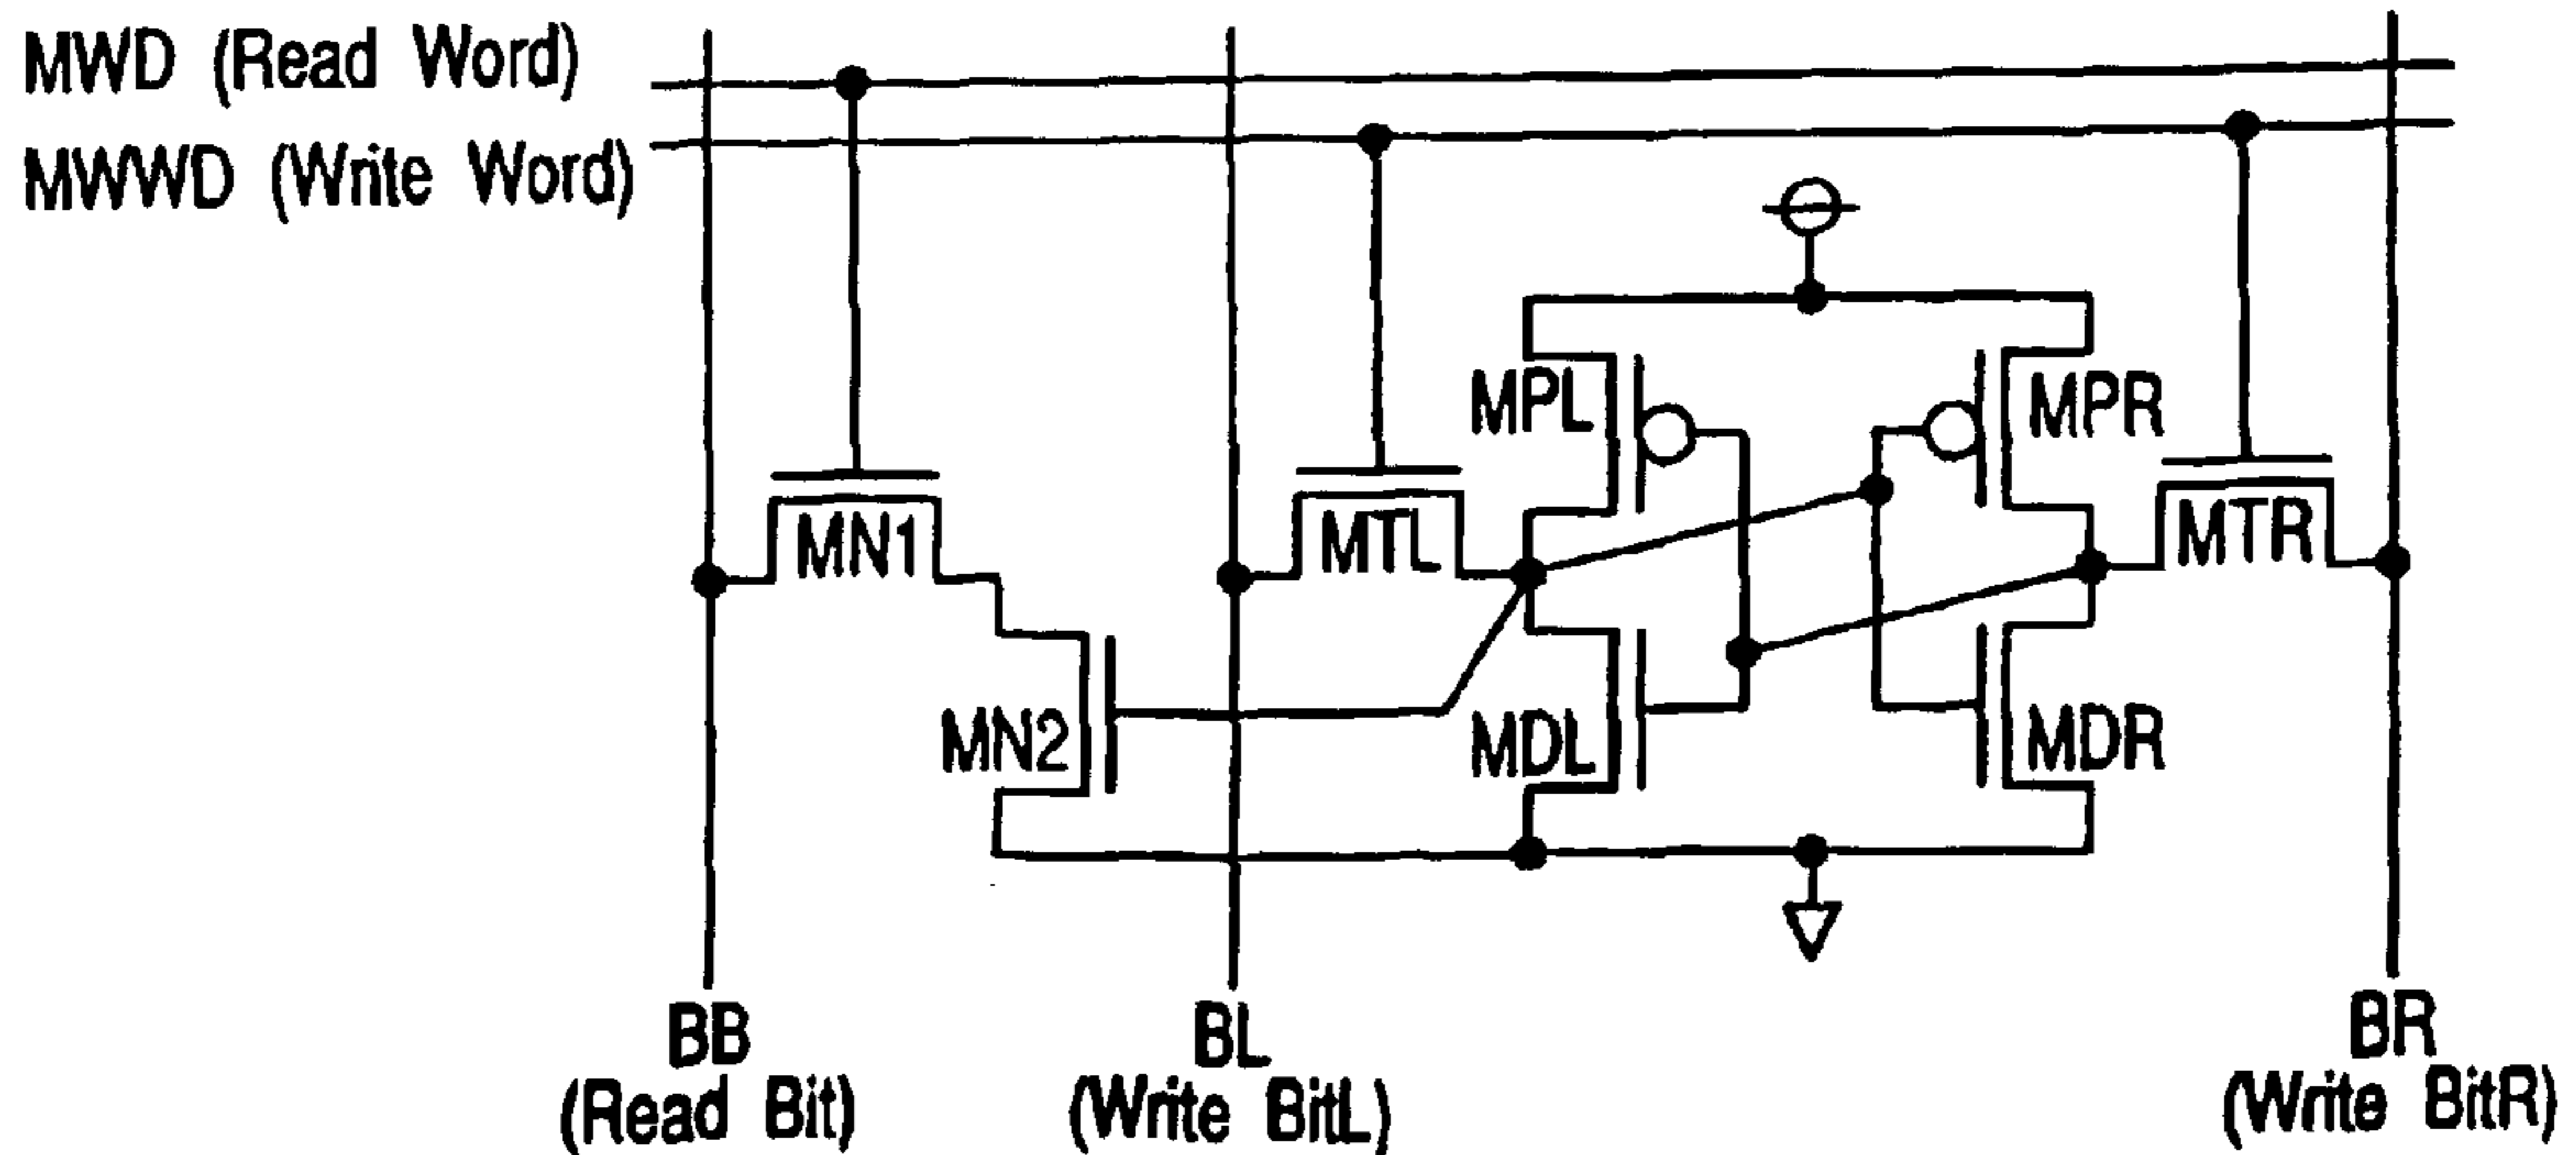 MWD (Read Word)
MWWD (Write Word)
MPL
MPR
MN1
MTL
MTR
MN2
MDL
MDR
BB
(Read Bit)
BL
(Write BitL)
BR
(Write BitR)